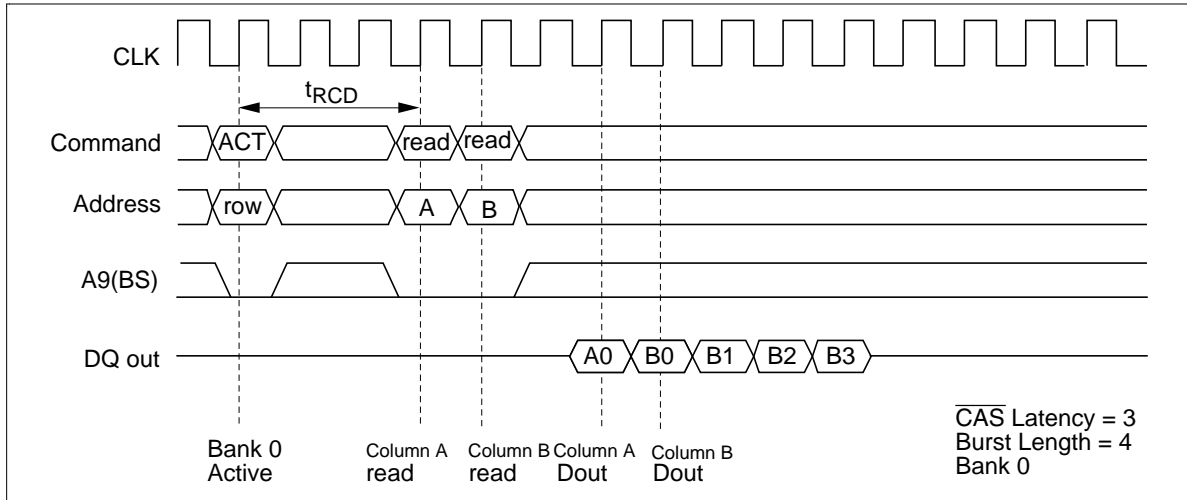 CLK
tRCD
Command ACT read read
Address row A B
A9(BS)
DQ out A0 B0 B1 B2 B3
Bank 0
Active
Column A
read
Column B
read
Column A
Dout
Column B
Dout
CAS Latency = 3
Burst Length = 4
Bank 0